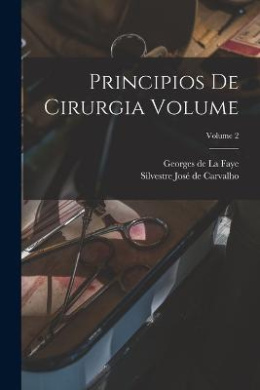 PRINCIPIOS DE
CIRURGIA VOLUME
Volume 2
Georges de La Faye
Silvestre José de Carvalho